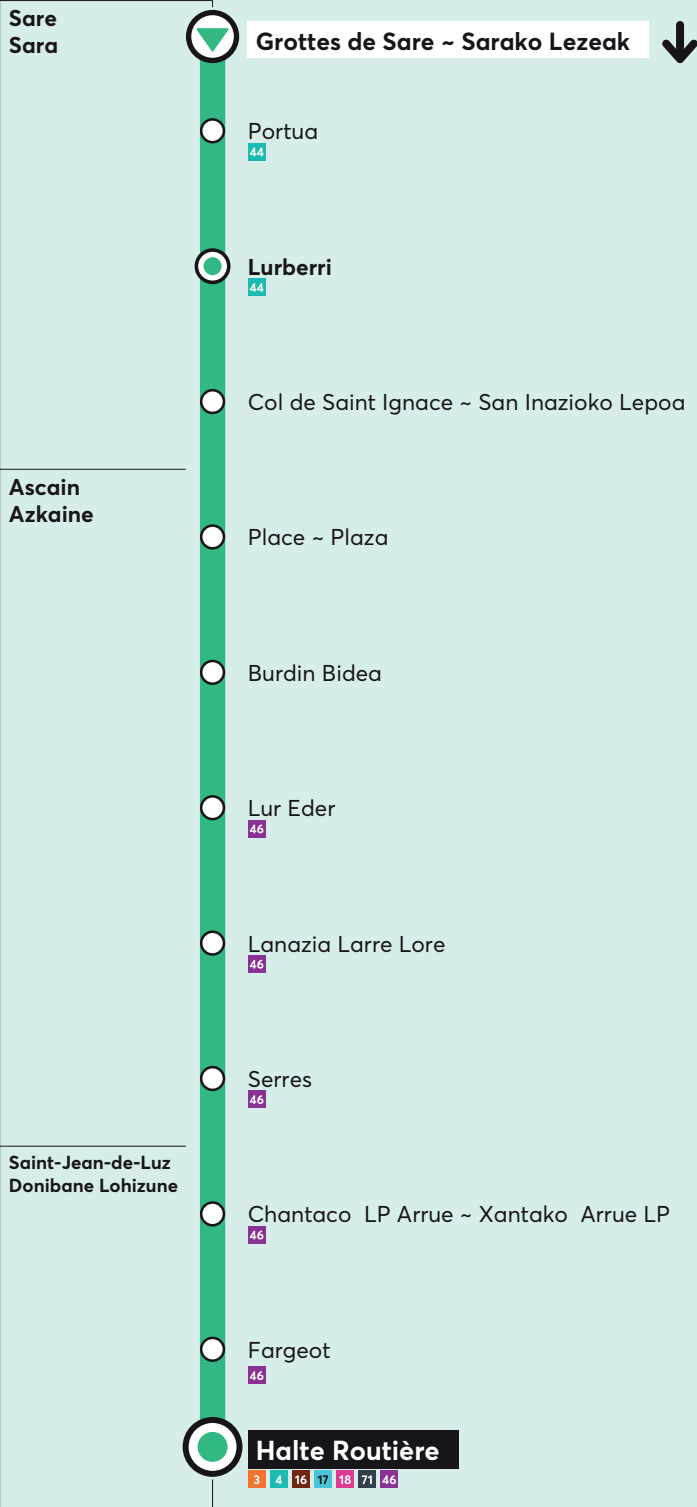 Sare
Sara
Grottes de Sare ~ Sarako Lezeak
Portua
44
Lurberri
44
Col de Saint Ignace ~ San Inazioko Lepoa
Ascain
Azkaine
Place ~ Plaza
Burdin Bidea
Lur Eder
46
Lanazia Larre Lore
46
Serres
46
Saint-Jean-de-Luz
Donibane Lohizune
Chantaco LP Arrue ~ Xantako Arrue LP
46
Fargeot
46
Halte Routière
3 4 16 17 18 71 46